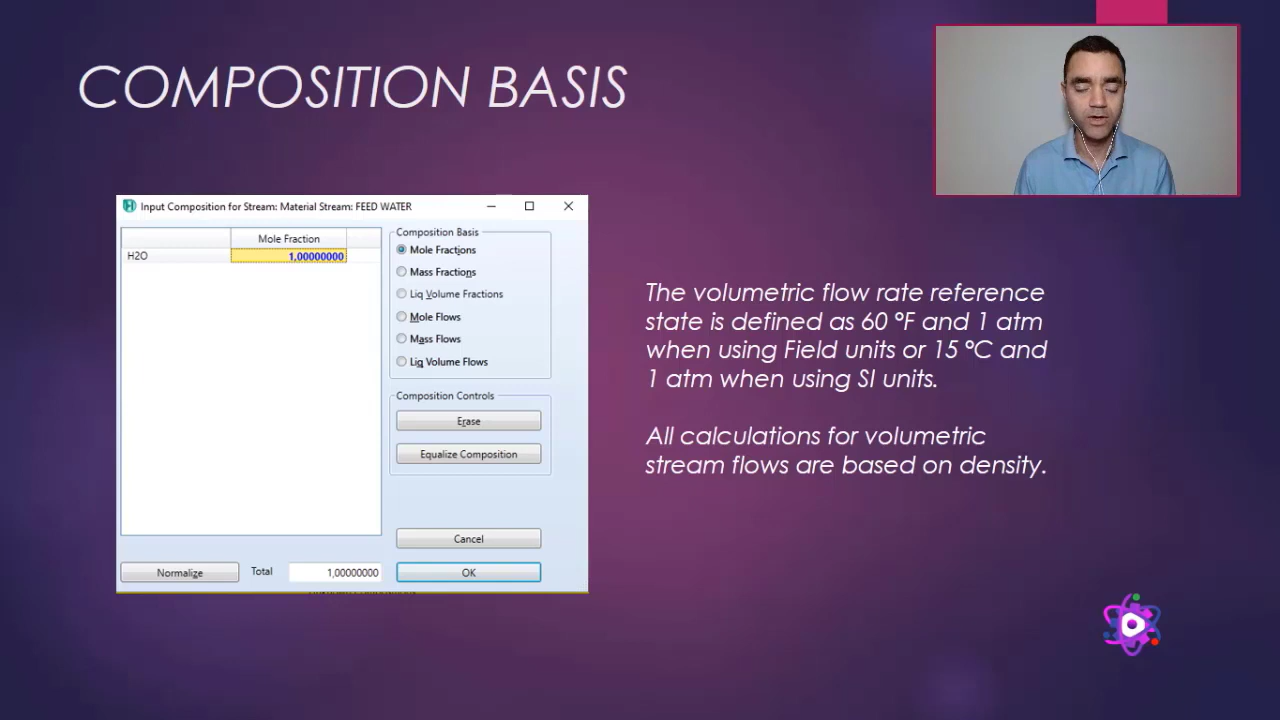 COMPOSITION BASIS
Input Composition for Stream: Material Stream: FEED WATER
Mole Fraction
H2O 1,00000000
Composition Basis
Mole Fractions
Mass Fractions
Liq Volume Fractions
Mole Flows
Mass Flows
Liq Volume Flows
Composition Controls
Erase
Equalize Composition
Cancel
Normalize Total 1,00000000 OK
The volumetric flow rate reference
state is defined as 60 °F and 1 atm
when using Field units or 15 °C and
1 atm when using SI units.
All calculations for volumetric
stream flows are based on density.